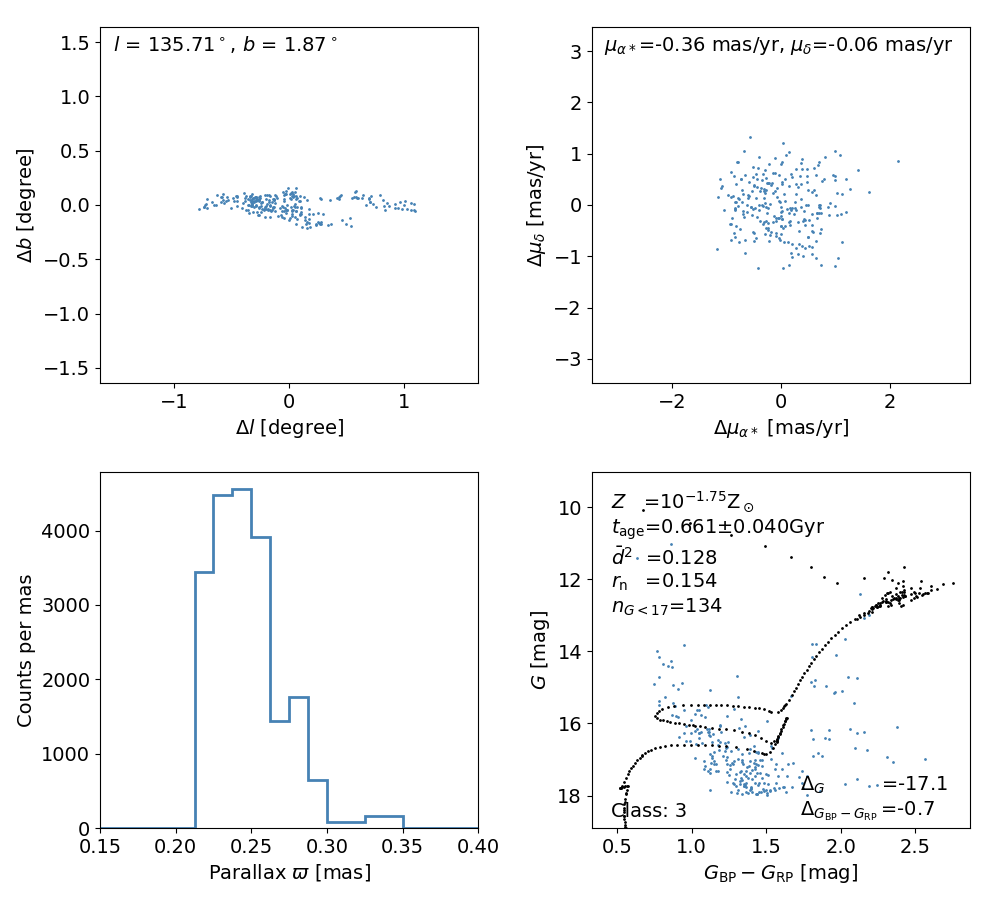 l = 135.71°, b = 1.87°
1.5
1.0
0.5
0.0
−0.5
−1.0
−1.5
Δb [degree]
−1 0 1
Δl [degree]
μα*=-0.36 mas/yr, μδ=-0.06 mas/yr
3
2
1
0
−1
−2
−3
Δμδ [mas/yr]
−2 0 2
Δμα* [mas/yr]
4000
3000
2000
1000
0
Counts per mas
0.15 0.20 0.25 0.30 0.35 0.40
Parallax ϖ [mas]
Z =10^−1.75 Z⊙
t_age=0.661±0.040Gyr
d̄² =0.128
r_n =0.154
n_G<17=134
Δ_G =-17.1
Δ_G_BP−G_RP =-0.7
Class: 3
10
12
14
16
18
G [mag]
0.5 1.0 1.5 2.0 2.5
G_BP − G_RP [mag]